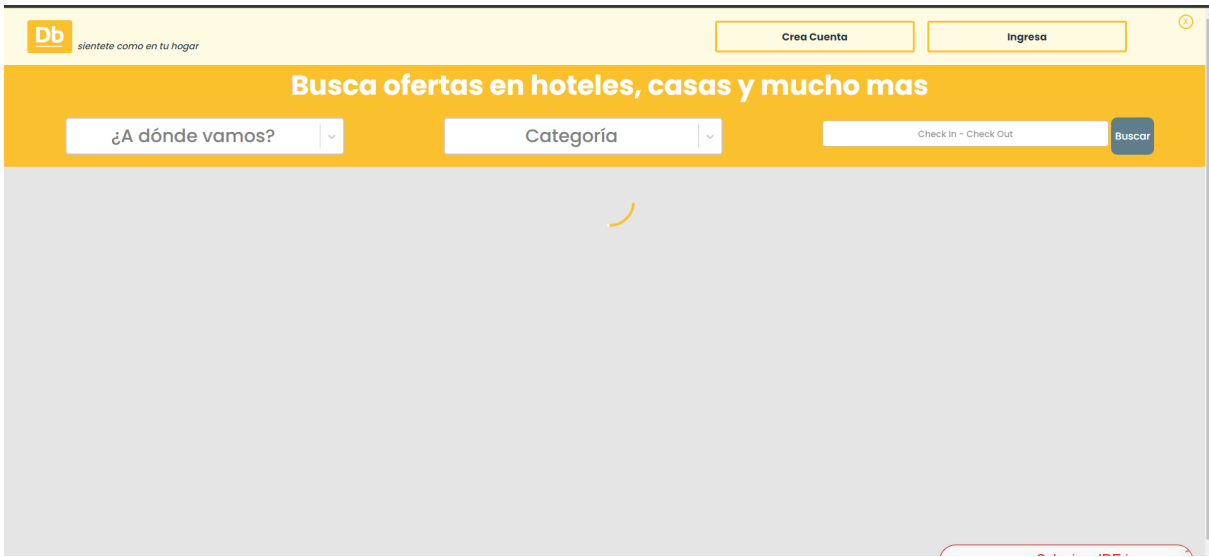 Db
sientete como en tu hogar
Crea Cuenta
Ingresa
x
Busca ofertas en hoteles, casas y mucho mas
¿A dónde vamos?
Categoría
Check In - Check Out
Buscar